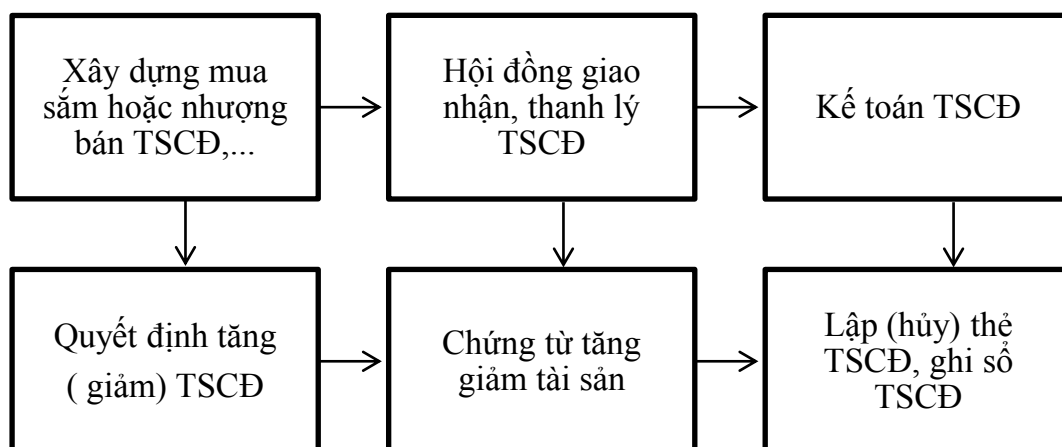 Xây dựng mua
sắm hoặc nhượng
bán TSCĐ,...
Hội đồng giao
nhận, thanh lý
TSCĐ
Kế toán TSCĐ
Quyết định tăng
( giảm) TSCĐ
Chứng từ tăng
giảm tài sản
Lập (hủy) thẻ
TSCĐ, ghi sổ
TSCĐ